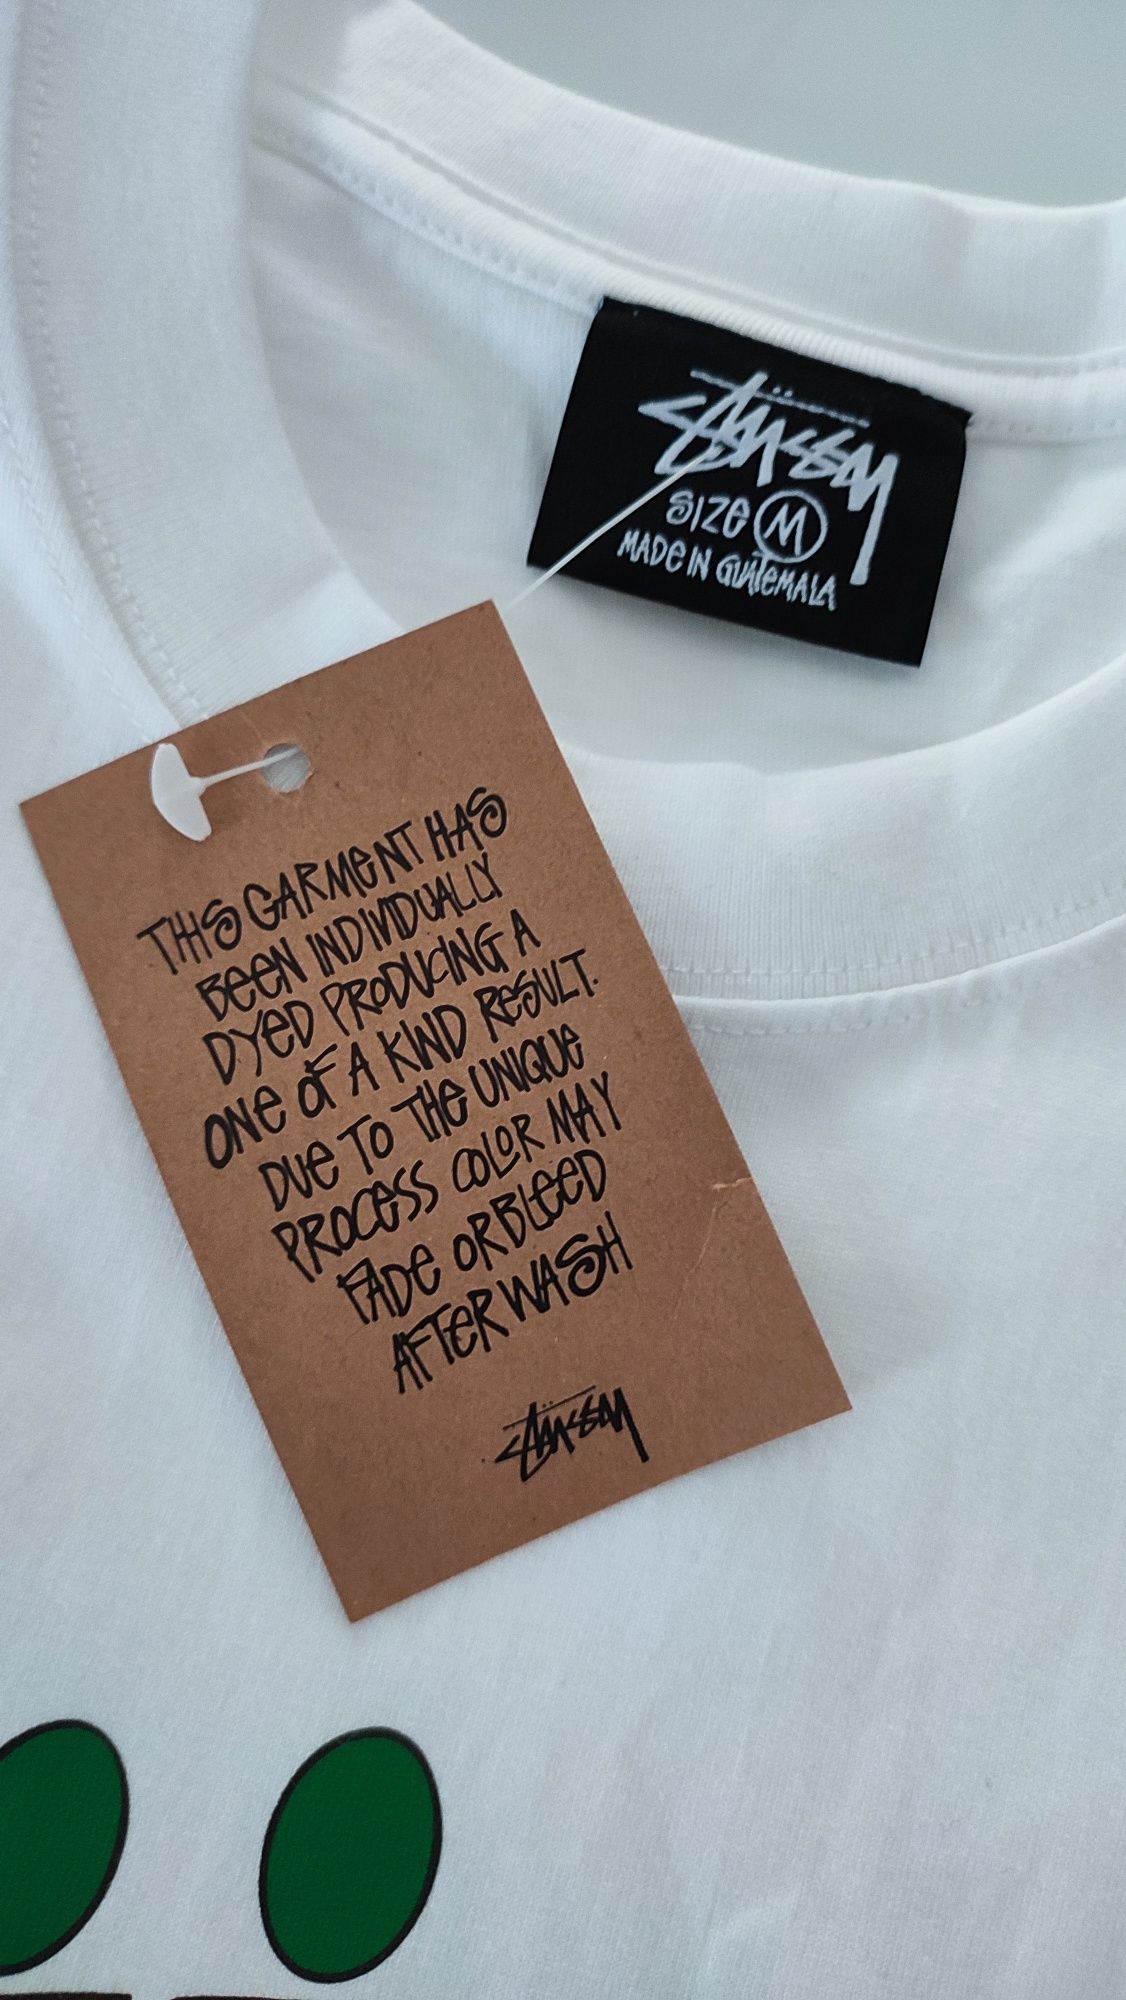 STÜSSY
SIZE M
MADE IN GUATEMALA
THIS GARMENT HAS
BEEN INDIVIDUALLY
DYED PRODUCING A
ONE OF A KIND RESULT.
DUE TO THE UNIQUE
PROCESS COLOR MAY
FADE OR BLEED
AFTER WASH
STÜSSY